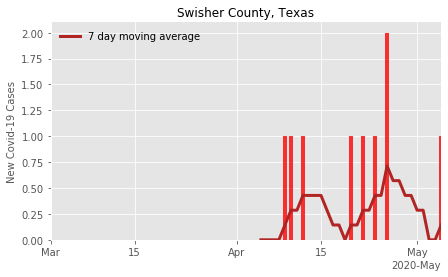 Swisher County, Texas
7 day moving average
New Covid-19 Cases
2.00
1.75
1.50
1.25
1.00
0.75
0.50
0.25
0.00
Mar 15 Apr 15 May
2020-May